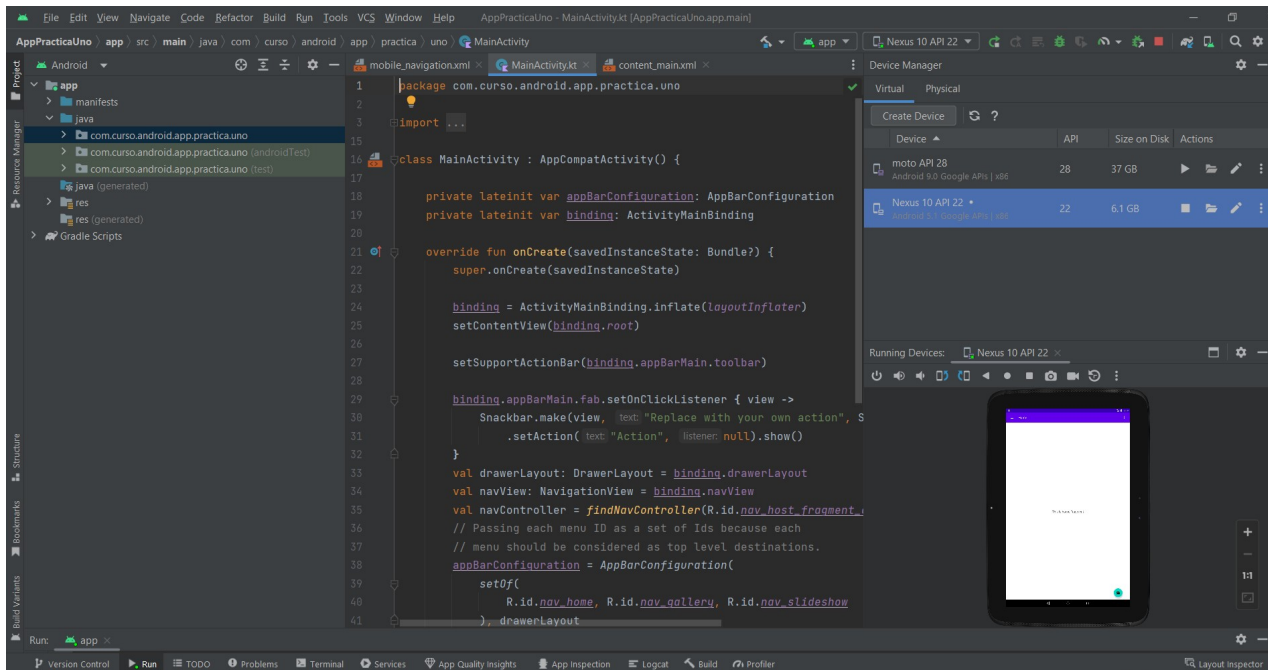 File Edit View Navigate Code Refactor Build Run Tools VCS Window Help AppPracticaUno - MainActivity.kt [AppPracticaUno.app.main]
AppPracticaUno app src main java com curso android app practica uno MainActivity app Nexus 10 API 22
Project
Resource Manager
Structure
Bookmarks
Build Variants
Android
app
manifests
java
com.curso.android.app.practica.uno
com.curso.android.app.practica.uno (androidTest)
com.curso.android.app.practica.uno (test)
java (generated)
res
res (generated)
Gradle Scripts
mobile_navigation.xml MainActivity.kt content_main.xml
1 package com.curso.android.app.practica.uno
2
3 import ...
15
16 class MainActivity : AppCompatActivity() {
17
18 private lateinit var appBarConfiguration: AppBarConfiguration
19 private lateinit var binding: ActivityMainBinding
20
21 override fun onCreate(savedInstanceState: Bundle?) {
22 super.onCreate(savedInstanceState)
23
24 binding = ActivityMainBinding.inflate(layoutInflater)
25 setContentView(binding.root)
26
27 setSupportActionBar(binding.appBarMain.toolbar)
28
29 binding.appBarMain.fab.setOnClickListener { view ->
30 Snackbar.make(view, text: "Replace with your own action", S
31 .setAction( text: "Action", listener: null).show()
32 }
33 val drawerLayout: DrawerLayout = binding.drawerLayout
34 val navView: NavigationView = binding.navView
35 val navController = findNavController(R.id.nav_host_fragment_
36 // Passing each menu ID as a set of Ids because each
37 // menu should be considered as top level destinations.
38 appBarConfiguration = AppBarConfiguration(
39 setOf(
40 R.id.nav_home, R.id.nav_gallery, R.id.nav_slideshow
41 ), drawerLayout
Device Manager
Virtual Physical
Create Device ?
Device API Size on Disk Actions
moto API 28 28 37 GB
Android 9.0 Google APIs | x86
Nexus 10 API 22 22 6.1 GB
Android 5.1 Google APIs | x86
Running Devices: Nexus 10 API 22
1:1
Run: app
Version Control Run TODO Problems Terminal Services App Quality Insights App Inspection Logcat Build Profiler Layout Inspector